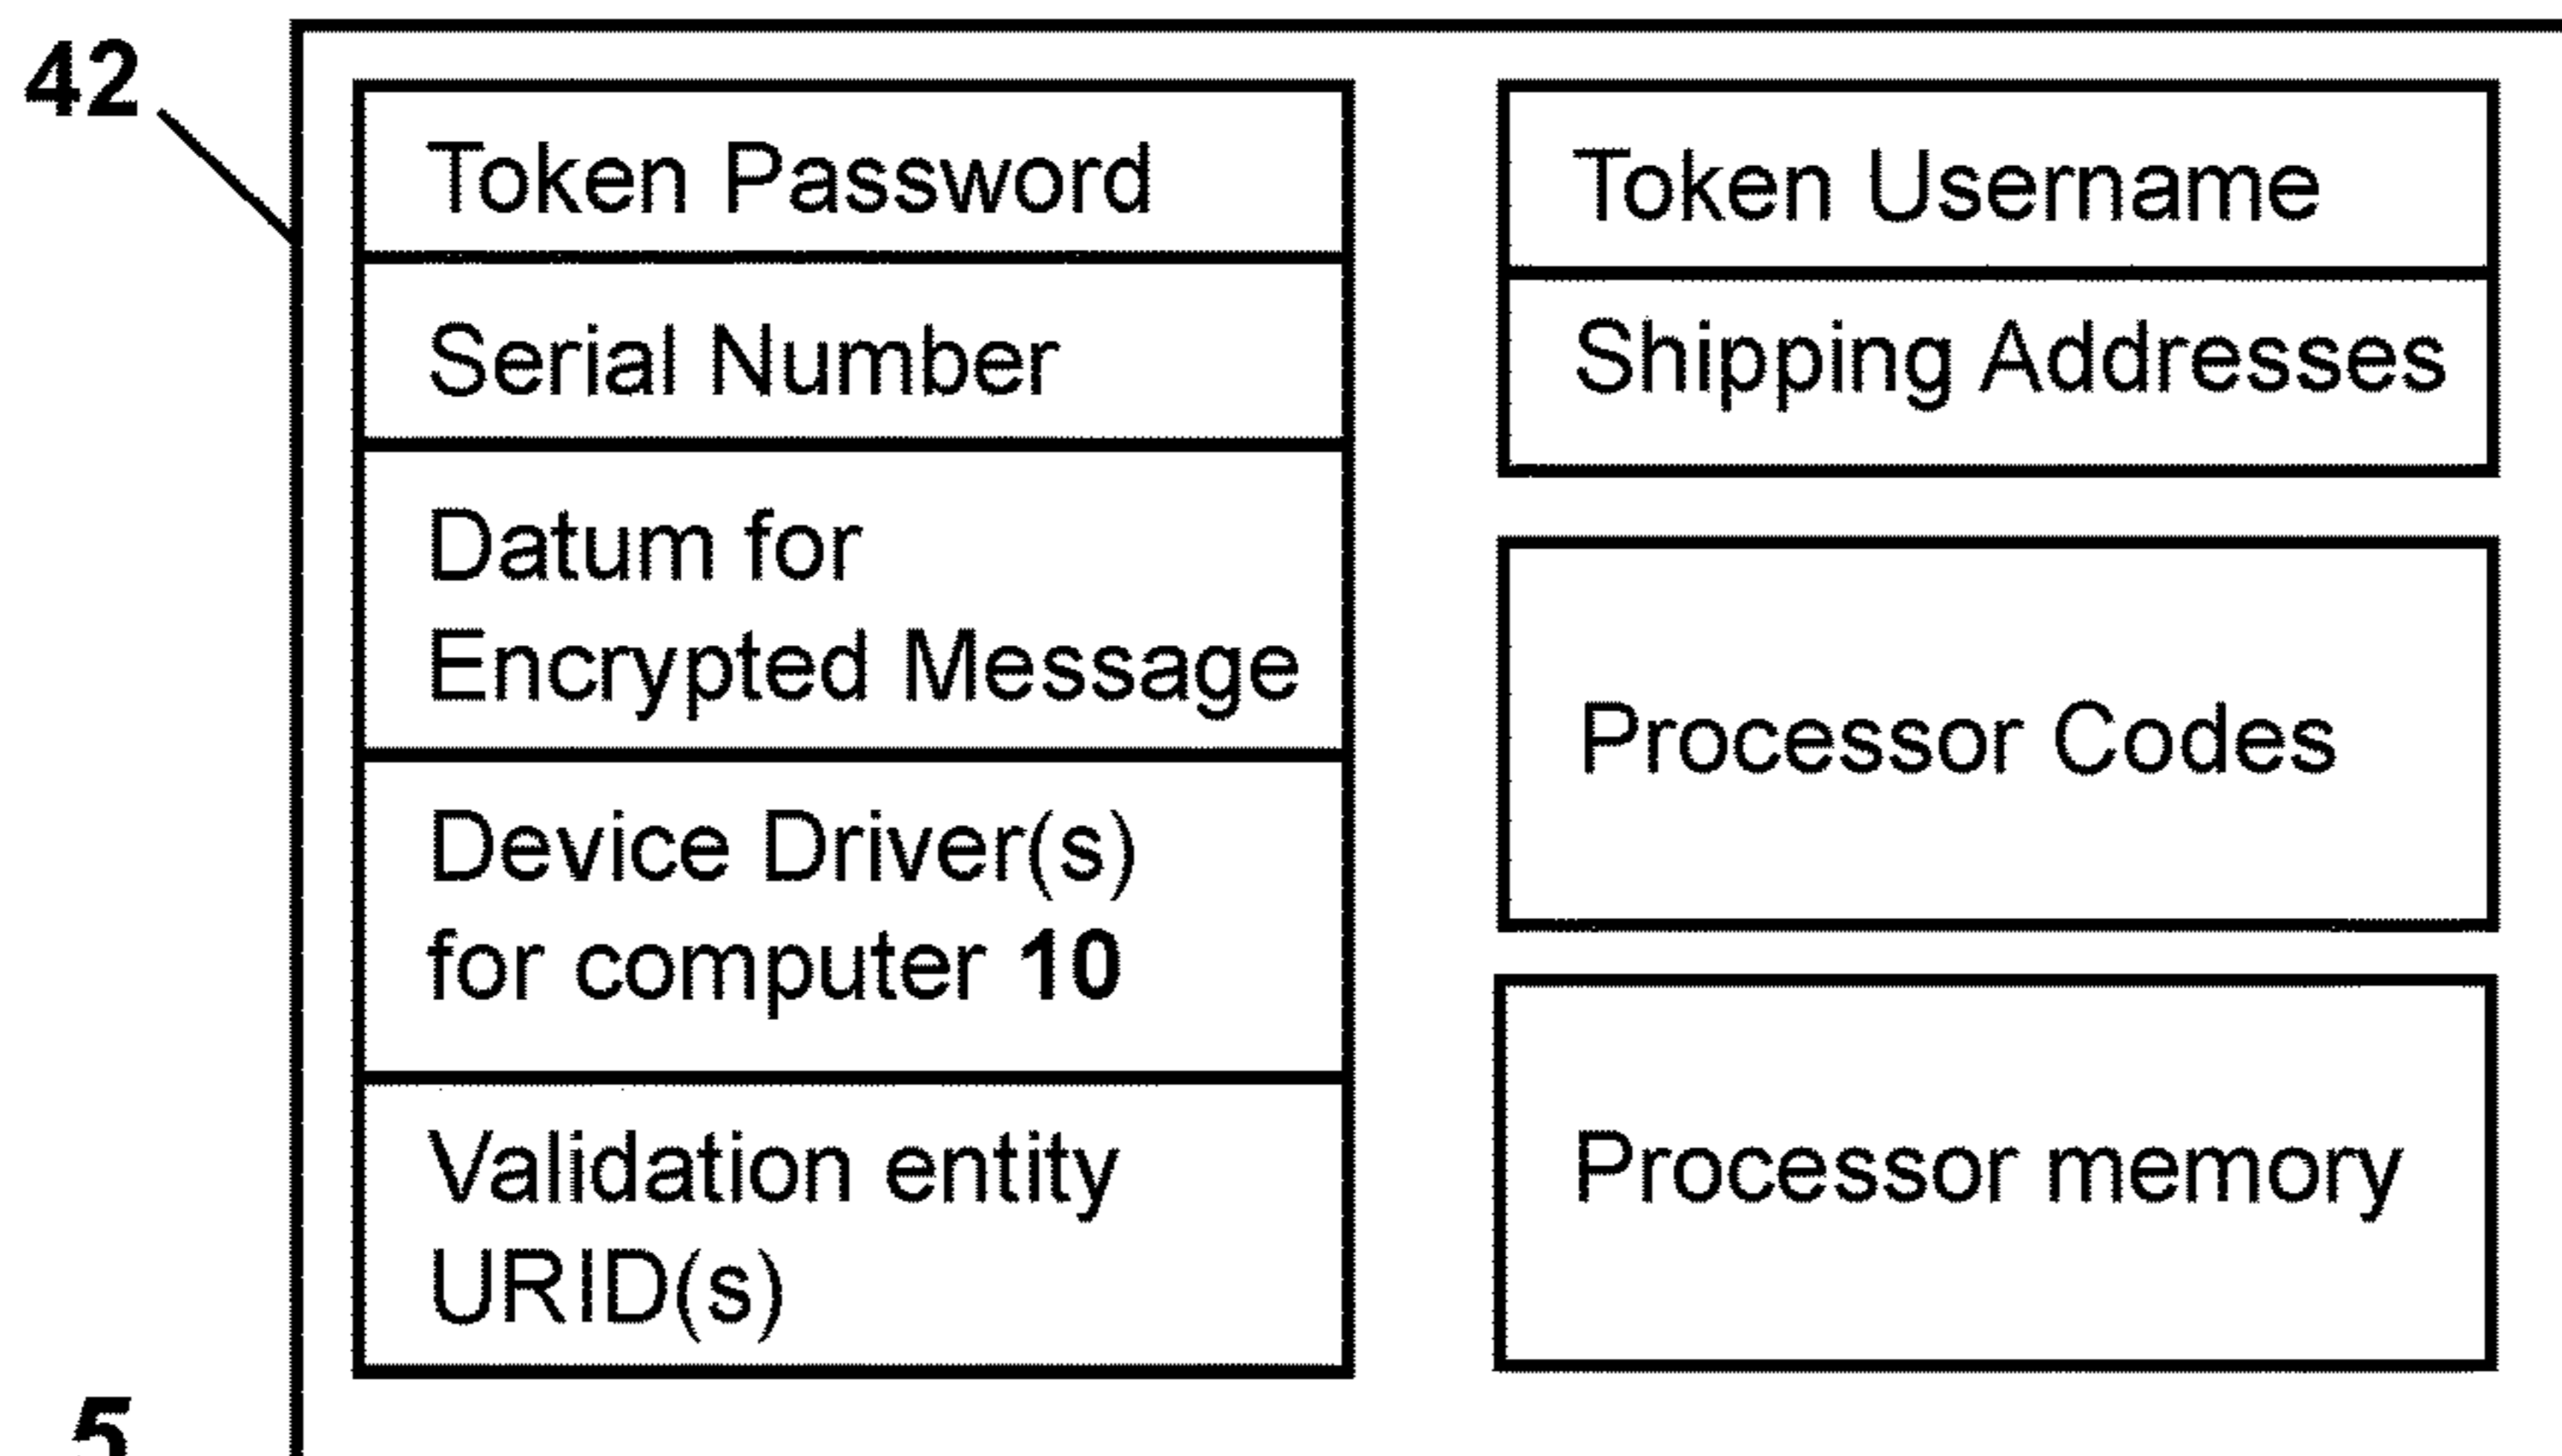 42
Token Password
Serial Number
Datum for
Encrypted Message
Device Driver(s)
for computer 10
Validation entity
URID(s)
Token Username
Shipping Addresses
Processor Codes
Processor memory
5